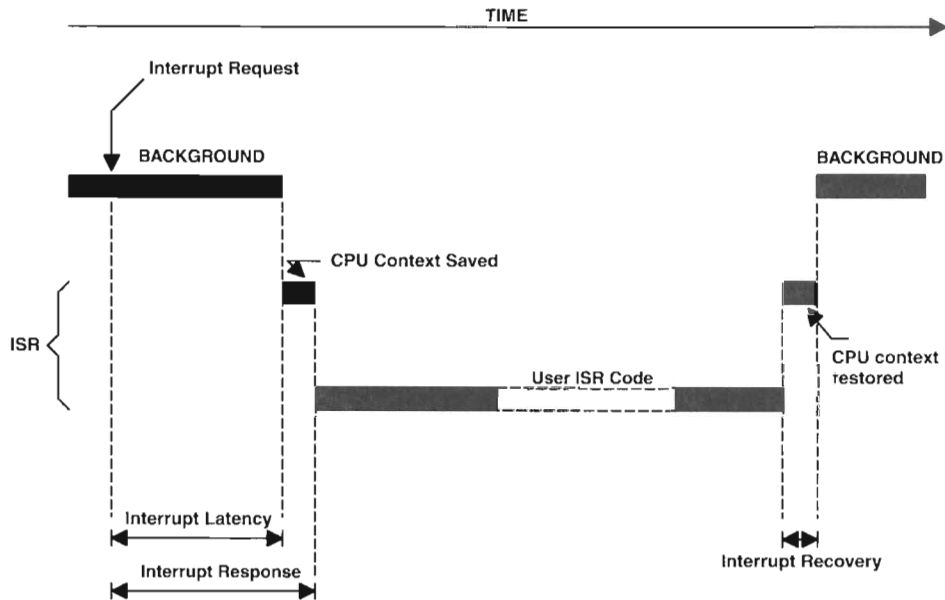 TIME
Interrupt Request
BACKGROUND
BACKGROUND
CPU Context Saved
ISR
CPU context
restored
User ISR Code
Interrupt Latency
Interrupt Recovery
Interrupt Response